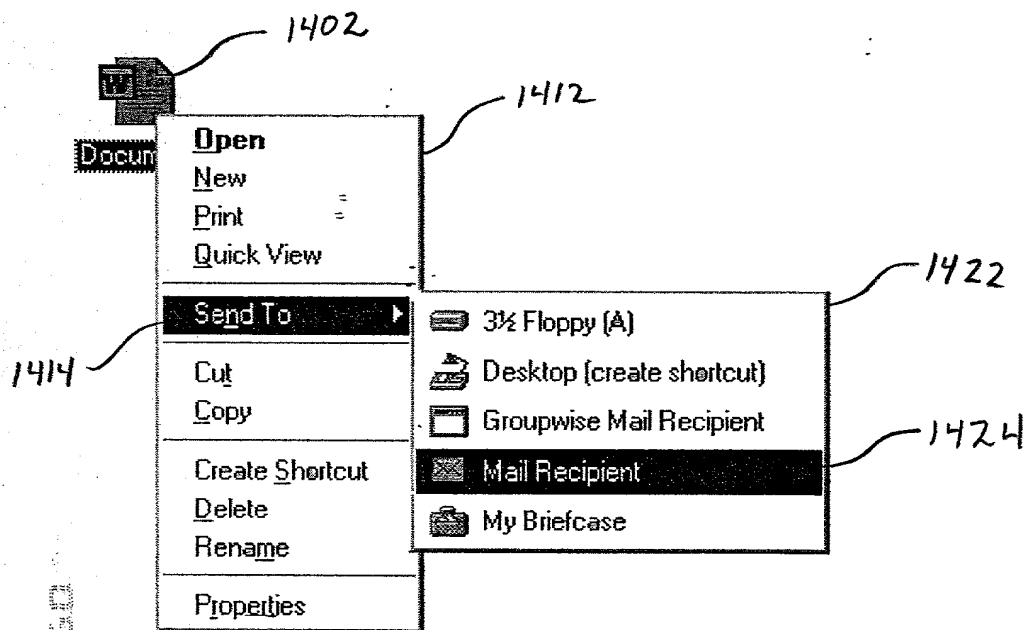 1402
W
1412
Docum
Open
New
Print
Quick View
1422
Send To
3½ Floppy (A)
1414
Cut
Desktop (create shortcut)
Copy
Groupwise Mail Recipient
1424
Create Shortcut
Mail Recipient
Delete
My Briefcase
Rename
Properties